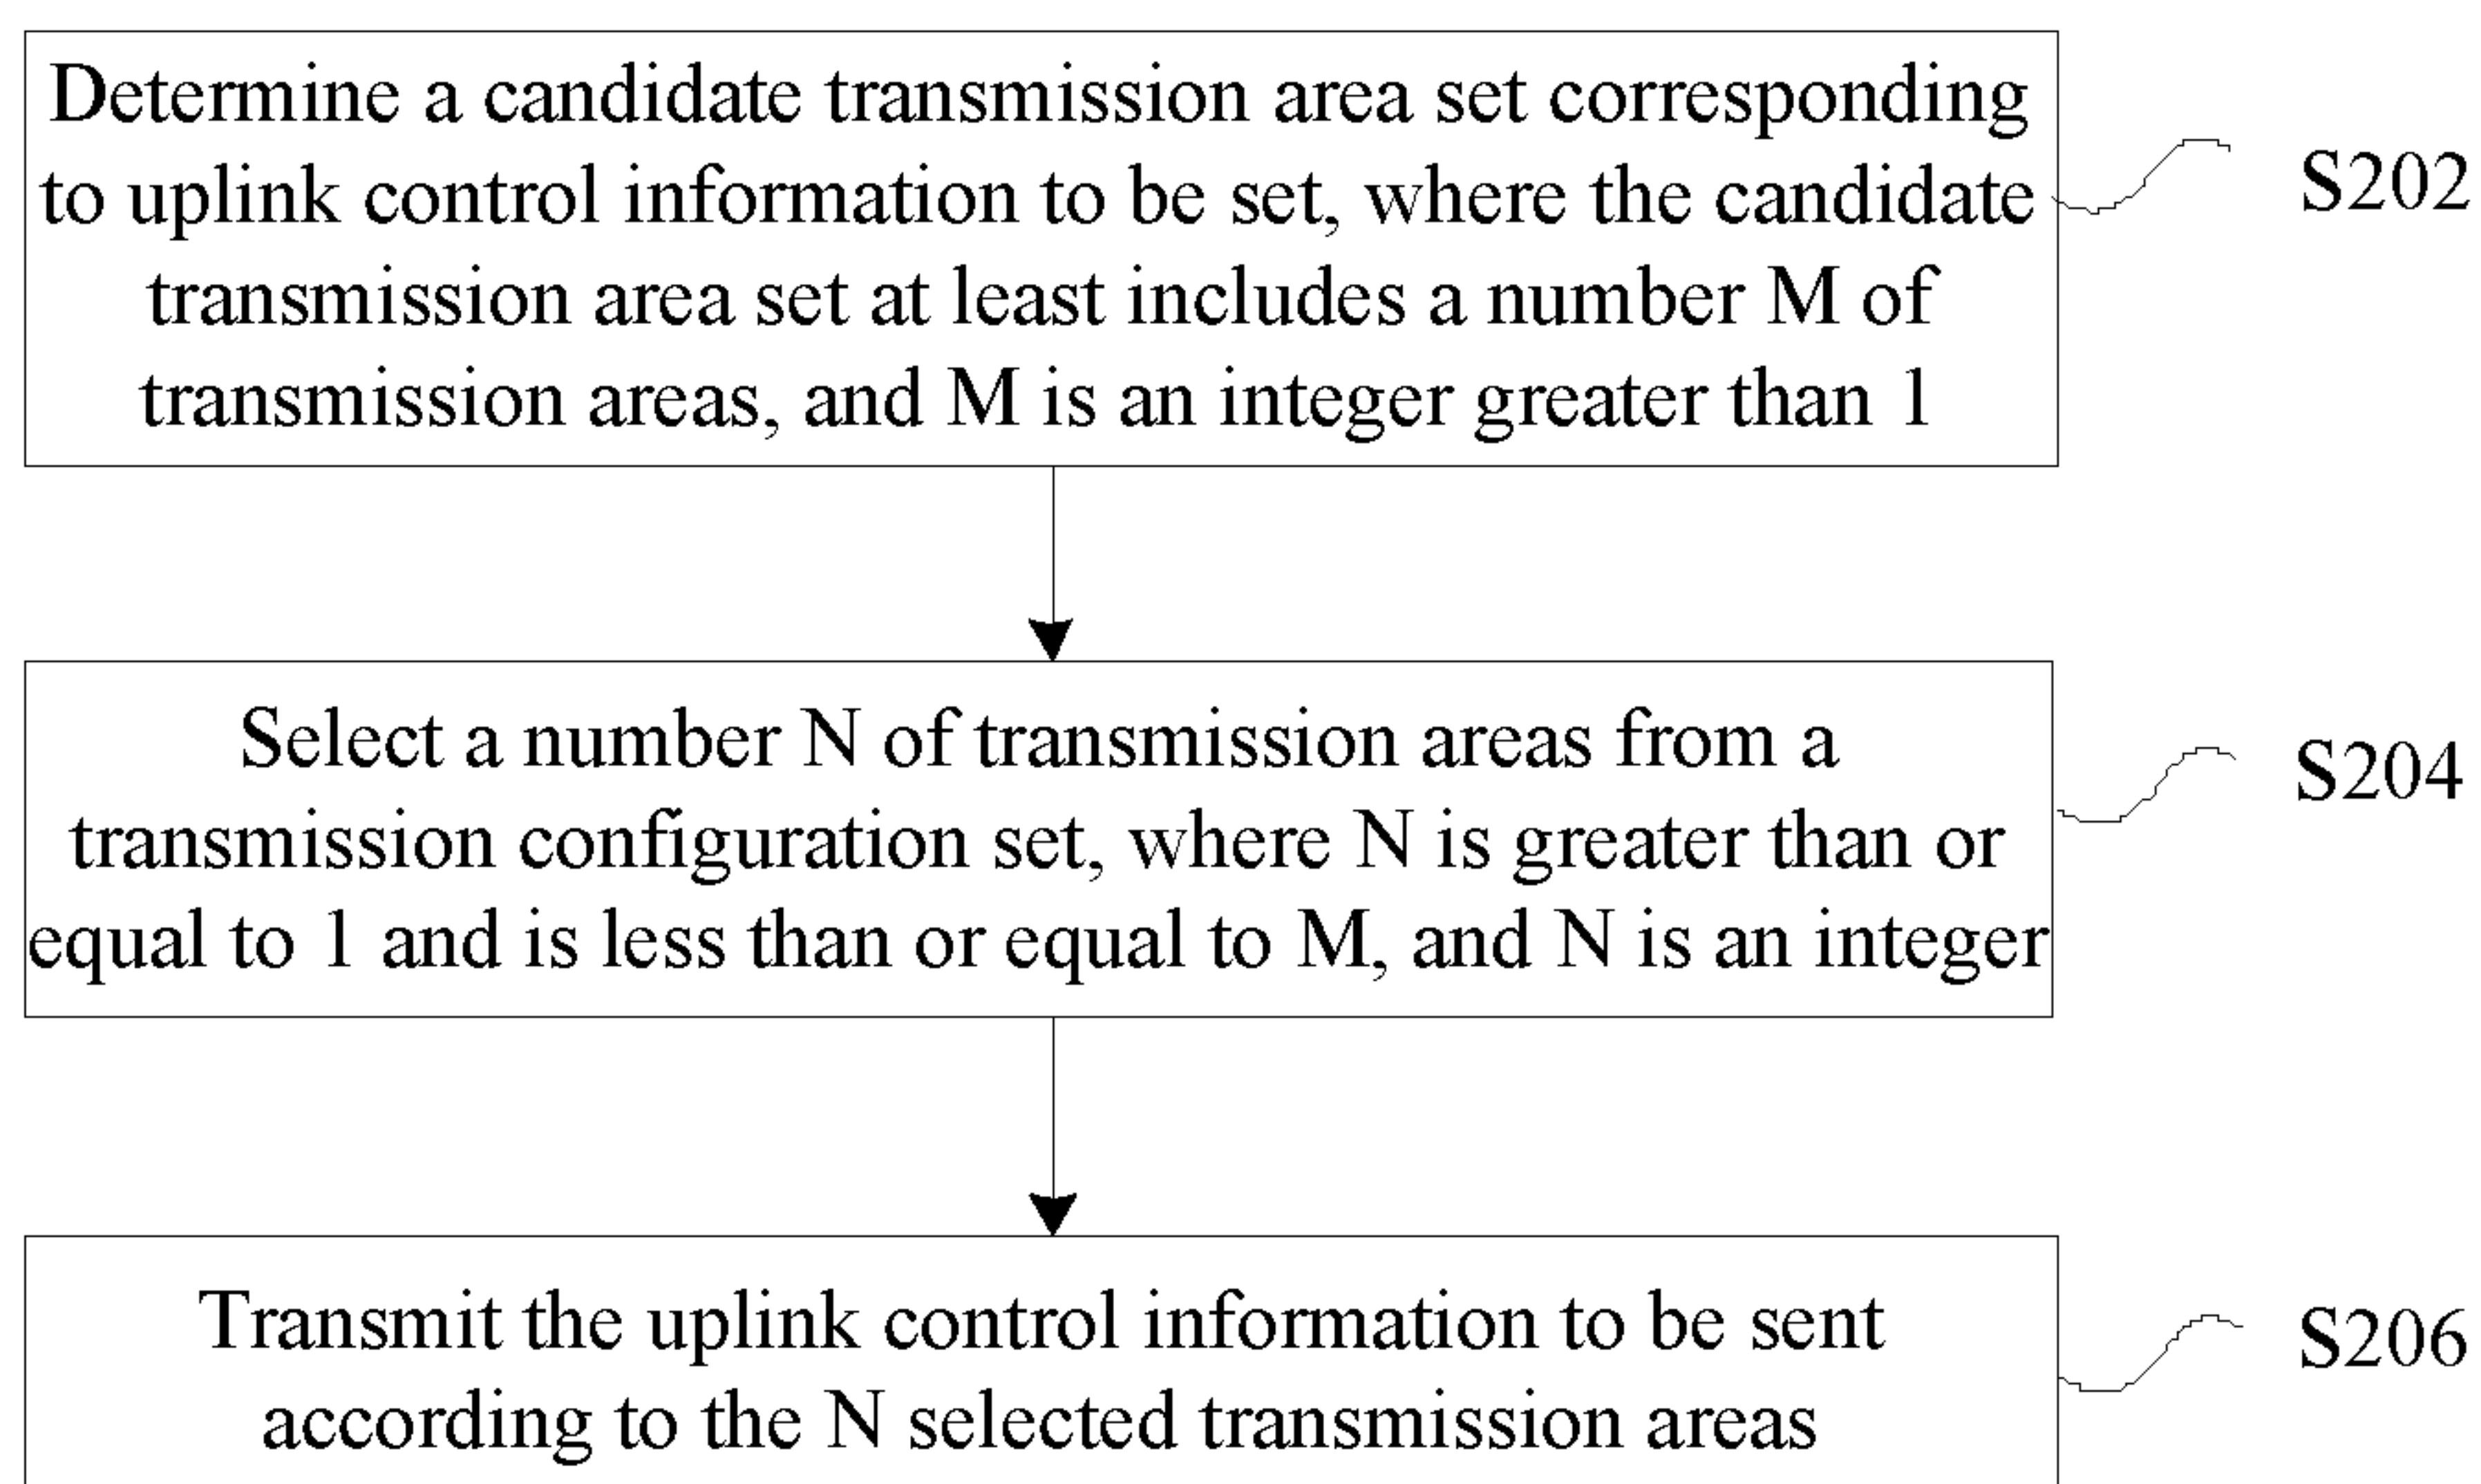 Determine a candidate transmission area set corresponding
to uplink control information to be set, where the candidate
transmission area set at least includes a number M of
transmission areas, and M is an integer greater than 1
S202
Select a number N of transmission areas from a
transmission configuration set, where N is greater than or
equal to 1 and is less than or equal to M, and N is an integer
S204
Transmit the uplink control information to be sent
according to the N selected transmission areas
S206